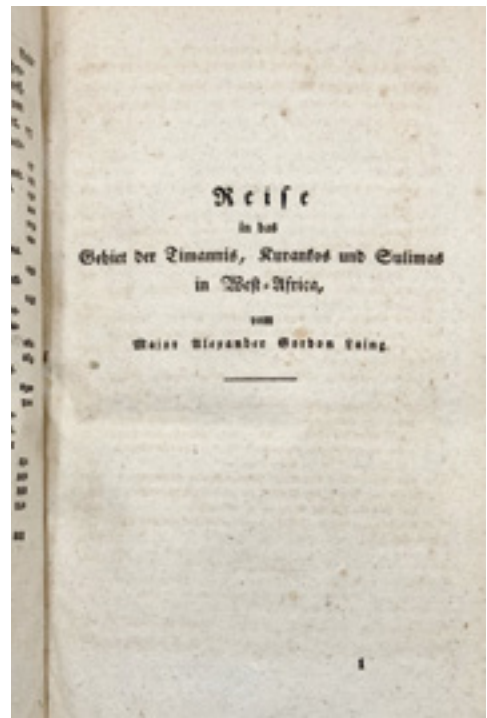 Reise
in das
Gebiet der Timannis, Kurankos und Sulimas
in West-Africa,
vom
Major Alexander Gordon Laing.
1